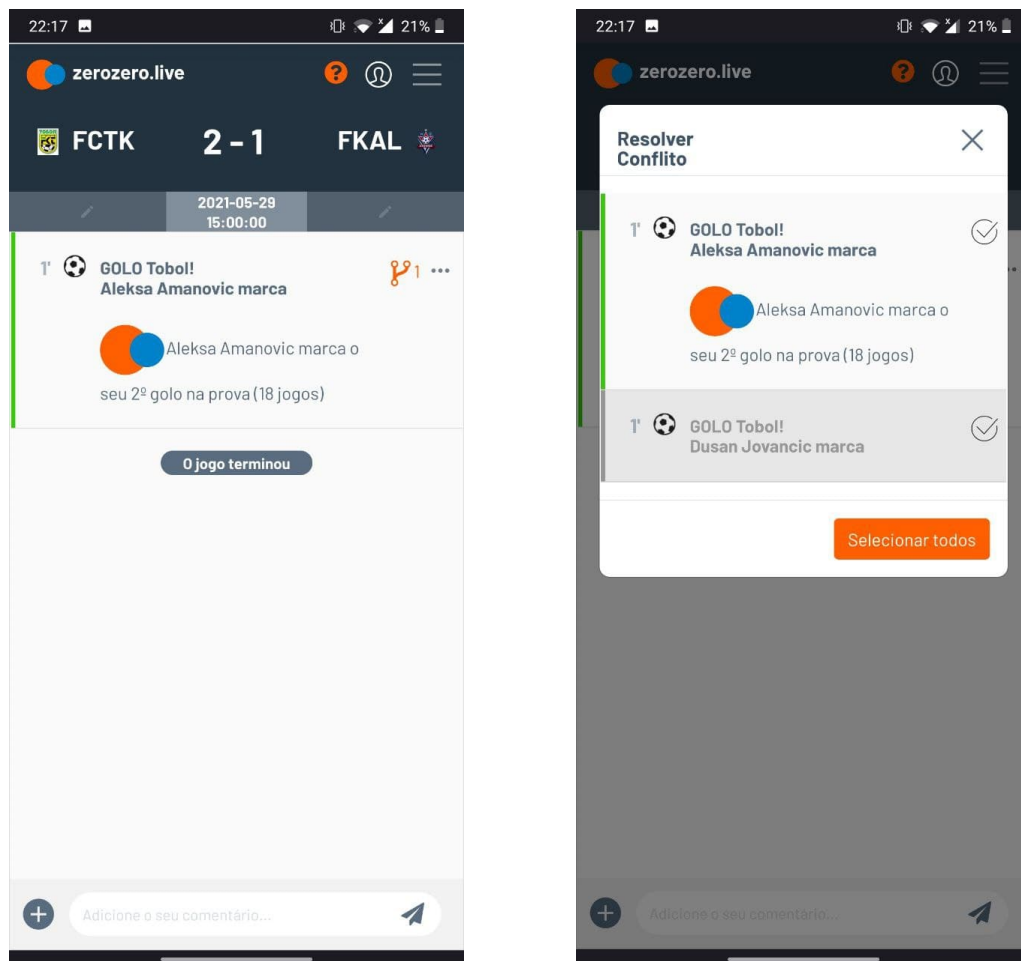 22:17
21%
zerozero.live
?
FCTK
2 – 1
FKAL
2021-05-29
15:00:00
1'
GOLO Tobol!
Aleksa Amanovic marca
1
Aleksa Amanovic marca o
seu 2º golo na prova (18 jogos)
O jogo terminou
Adicione o seu comentário...
22:17
21%
zerozero.live
?
Resolver
Conflito
1'
GOLO Tobol!
Aleksa Amanovic marca
Aleksa Amanovic marca o
seu 2º golo na prova (18 jogos)
1'
GOLO Tobol!
Dusan Jovancic marca
Selecionar todos
Adicione o seu comentário...